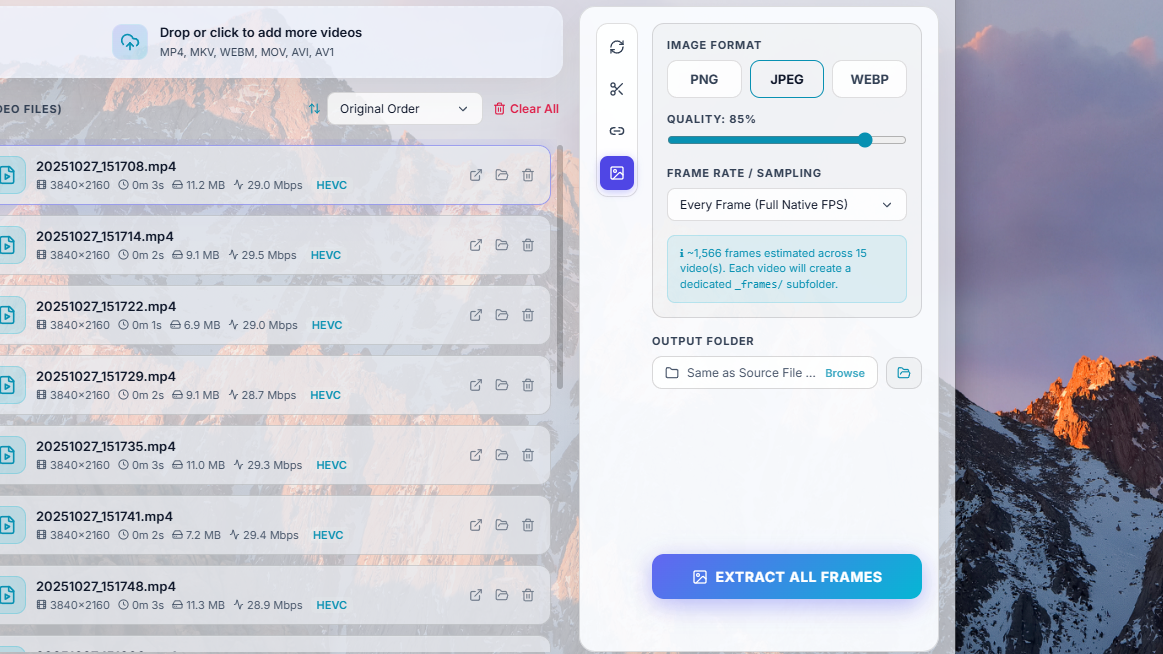 Drop or click to add more videos
MP4, MKV, WEBM, MOV, AVI, AV1
DEO FILES)
Original Order
Clear All
20251027_151708.mp4
3840×2160 0m 3s 11.2 MB 29.0 Mbps HEVC
20251027_151714.mp4
3840×2160 0m 2s 9.1 MB 29.5 Mbps HEVC
20251027_151722.mp4
3840×2160 0m 1s 6.9 MB 29.0 Mbps HEVC
20251027_151729.mp4
3840×2160 0m 2s 9.1 MB 28.7 Mbps HEVC
20251027_151735.mp4
3840×2160 0m 3s 11.0 MB 29.3 Mbps HEVC
20251027_151741.mp4
3840×2160 0m 2s 7.2 MB 29.4 Mbps HEVC
20251027_151748.mp4
3840×2160 0m 3s 11.3 MB 28.9 Mbps HEVC
IMAGE FORMAT
PNG JPEG WEBP
QUALITY: 85%
FRAME RATE / SAMPLING
Every Frame (Full Native FPS)
ℹ ~1,566 frames estimated across 15
video(s). Each video will create a
dedicated _frames/ subfolder.
OUTPUT FOLDER
Same as Source File ... Browse
EXTRACT ALL FRAMES